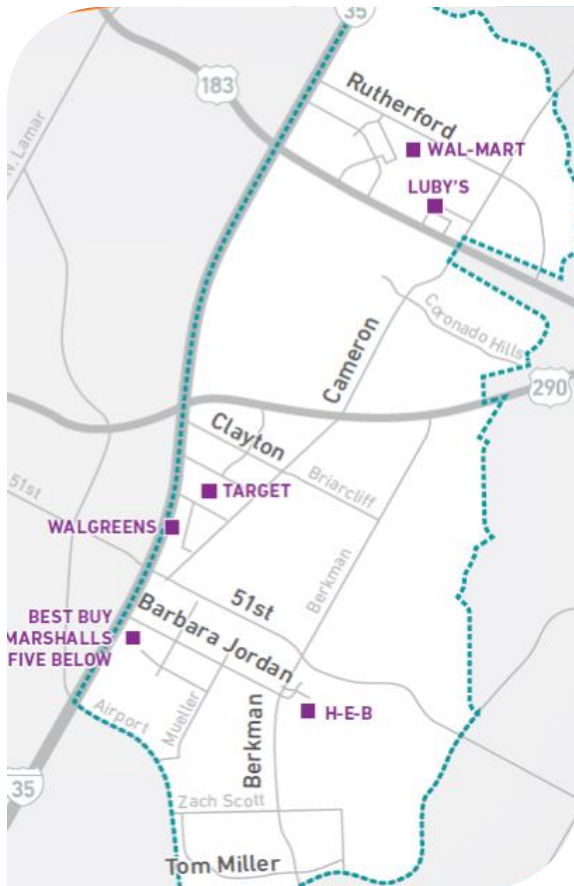 35
183
Rutherford
N. Lamar
WAL-MART
LUBY'S
Coronado Hills
Cameron
290
Clayton
Briarcliff
51st
TARGET
WALGREENS
Berkman
51st
BEST BUY
MARSHALLS
FIVE BELOW
Barbara Jordan
Airport
Mueller
Berkman
H-E-B
35
Zach Scott
Tom Miller